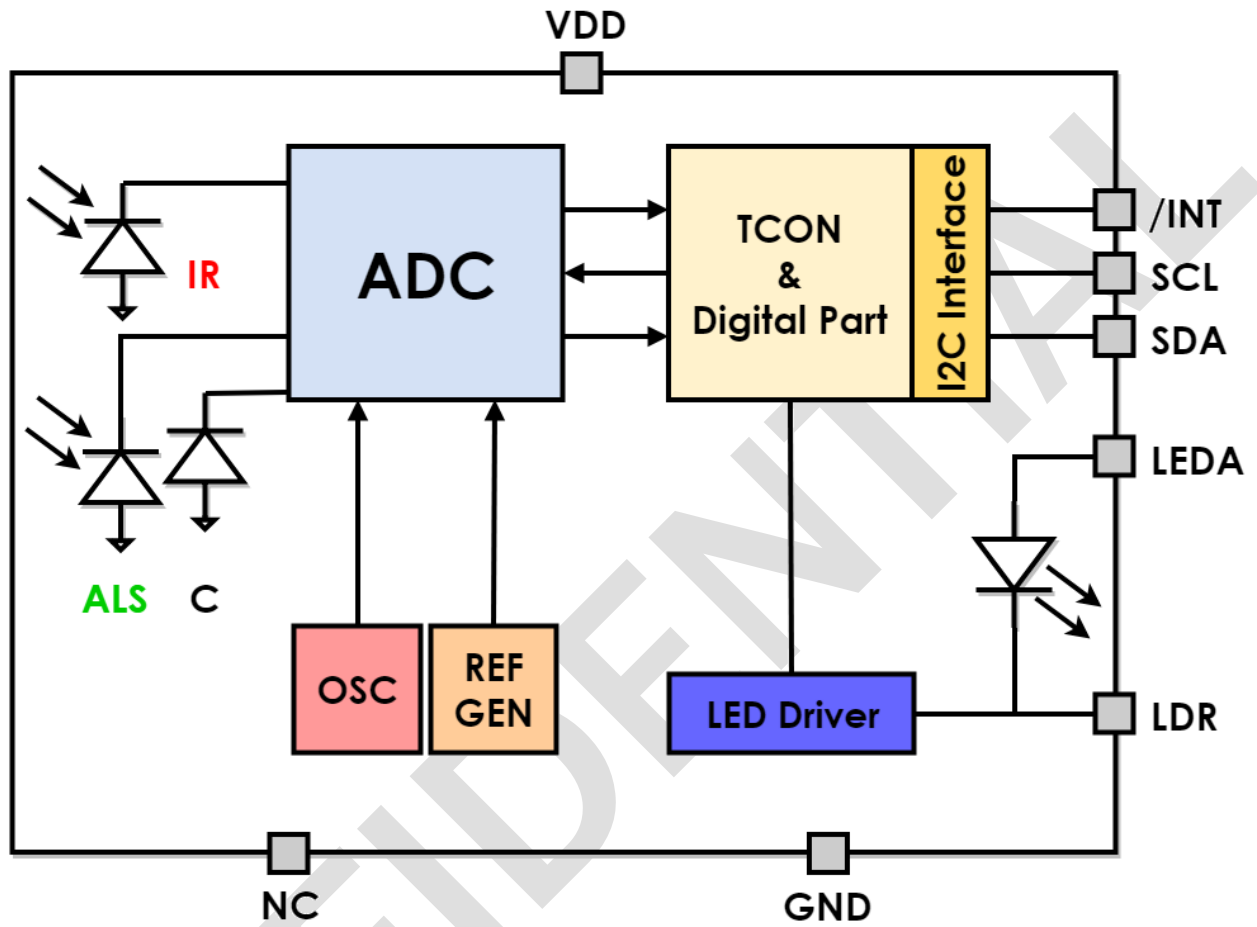 VDD
IR
ADC
TCON
&
Digital Part
I2C Interface
/INT
SCL
SDA
LEDA
ALS
C
OSC
REF
GEN
LED Driver
LDR
NC
GND
FIDENTIAL